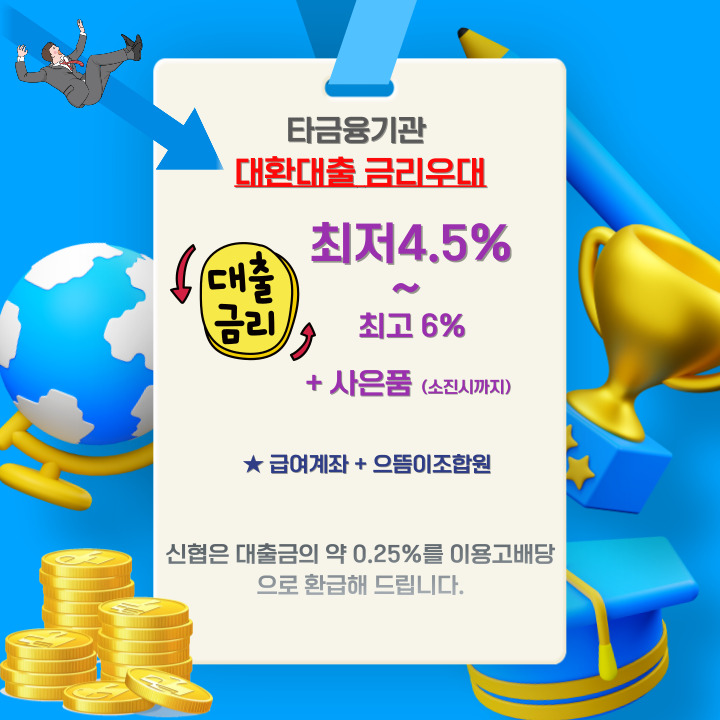 타금융기관
대환대출 금리우대
최저4.5%
~
최고 6%
대출
금리
+ 사은품 (소진시까지)
★ 급여계좌 + 으뜸이조합원
신협은 대출금의 약 0.25%를 이용고배당
으로 환급해 드립니다.